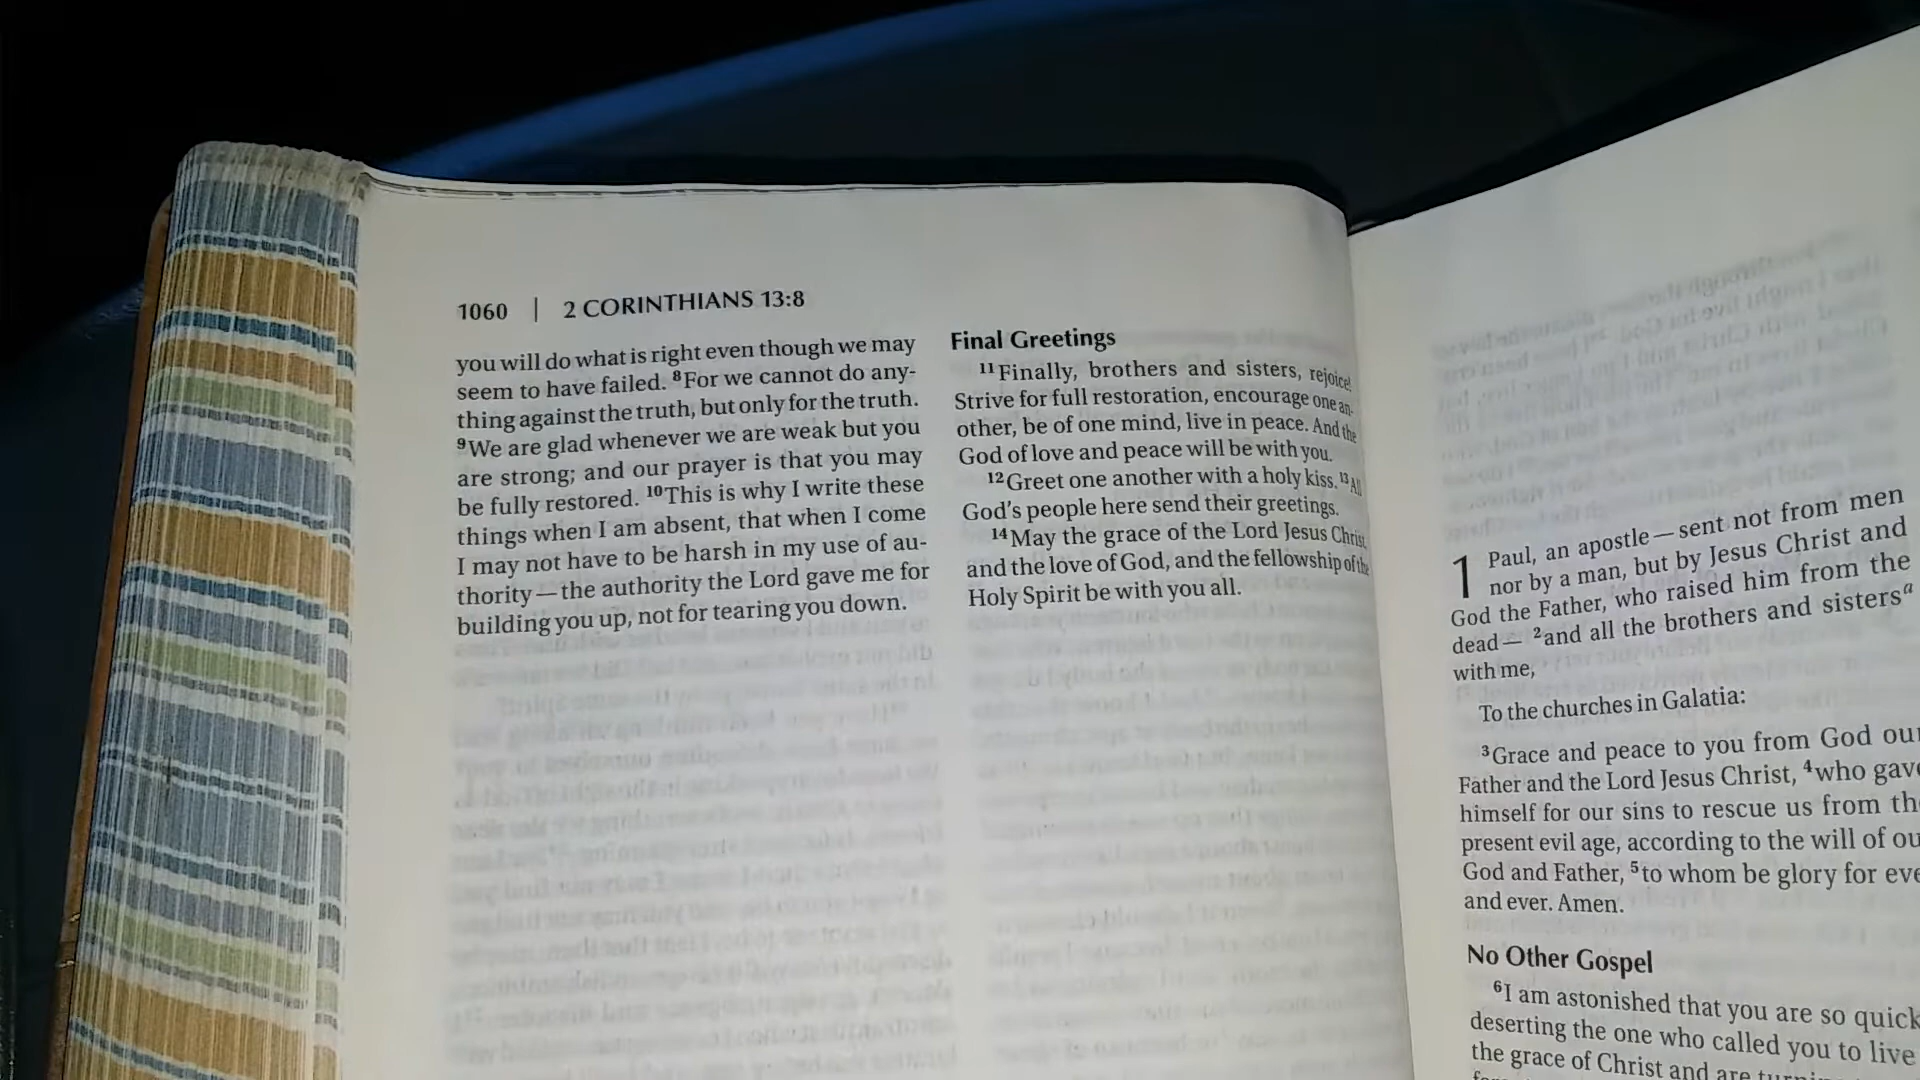 1060 | 2 CORINTHIANS 13:8
you will do what is right even though we may
seem to have failed. ⁸For we cannot do any-
thing against the truth, but only for the truth.
⁹We are glad whenever we are weak but you
are strong; and our prayer is that you may
be fully restored. ¹⁰This is why I write these
things when I am absent, that when I come
I may not have to be harsh in my use of au-
thority—the authority the Lord gave me for
building you up, not for tearing you down.
Final Greetings
¹¹Finally, brothers and sisters, rejoice!
Strive for full restoration, encourage one an-
other, be of one mind, live in peace. And the
God of love and peace will be with you.
¹²Greet one another with a holy kiss. ¹³All
God's people here send their greetings.
¹⁴May the grace of the Lord Jesus Christ,
and the love of God, and the fellowship of the
Holy Spirit be with you all.
1 Paul, an apostle—sent not from men
nor by a man, but by Jesus Christ and
God the Father, who raised him from the
dead— ²and all the brothers and sistersᵃ
with me,
To the churches in Galatia:
³Grace and peace to you from God our
Father and the Lord Jesus Christ, ⁴who gave
himself for our sins to rescue us from the
present evil age, according to the will of ou
God and Father, ⁵to whom be glory for eve
and ever. Amen.
No Other Gospel
⁶I am astonished that you are so quick
deserting the one who called you to live
the grace of Christ and are